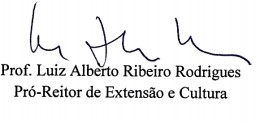 Prof. Luiz Alberto Ribeiro Rodrigues
Pró-Reitor de Extensão e Cultura